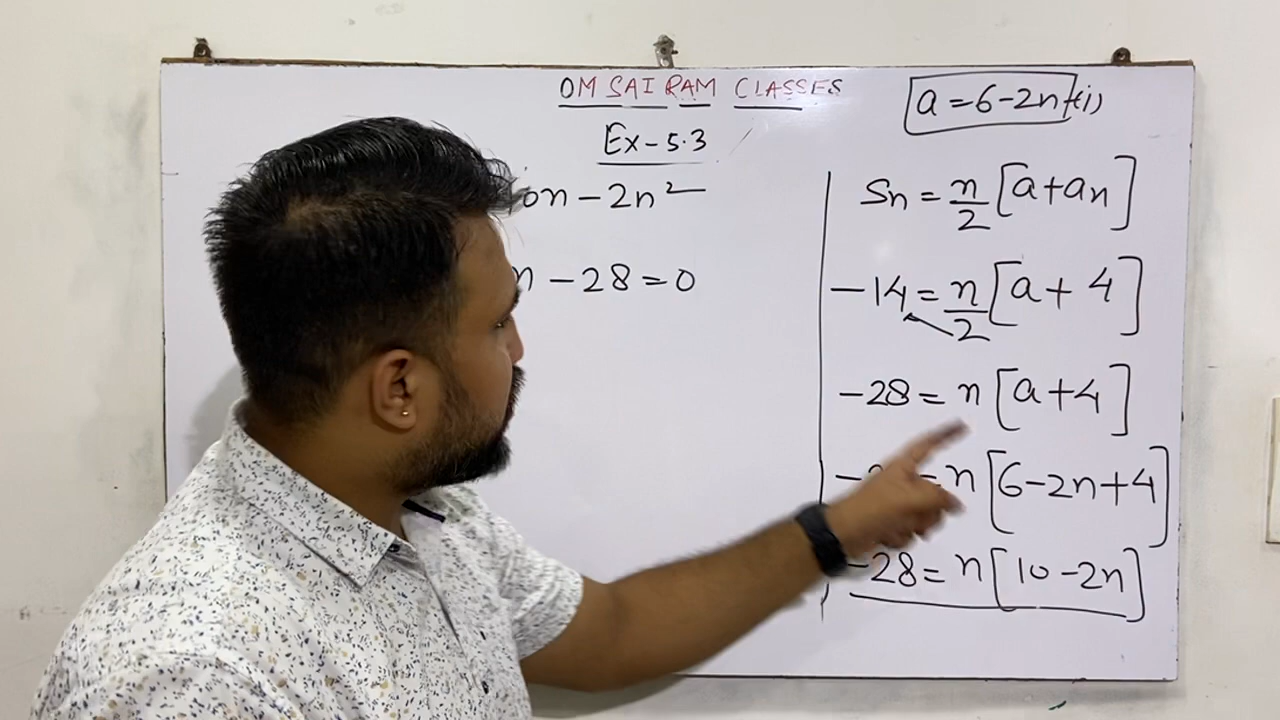 OM SAI RAM CLASSES
Ex-5.3
0n - 2n²
n - 28 = 0
a = 6 - 2n (i)
Sn = n/2 [a + an]
-14 = n/2 [a + 4]
-28 = n [a + 4]
= n [6 - 2n + 4]
-28 = n [10 - 2n]